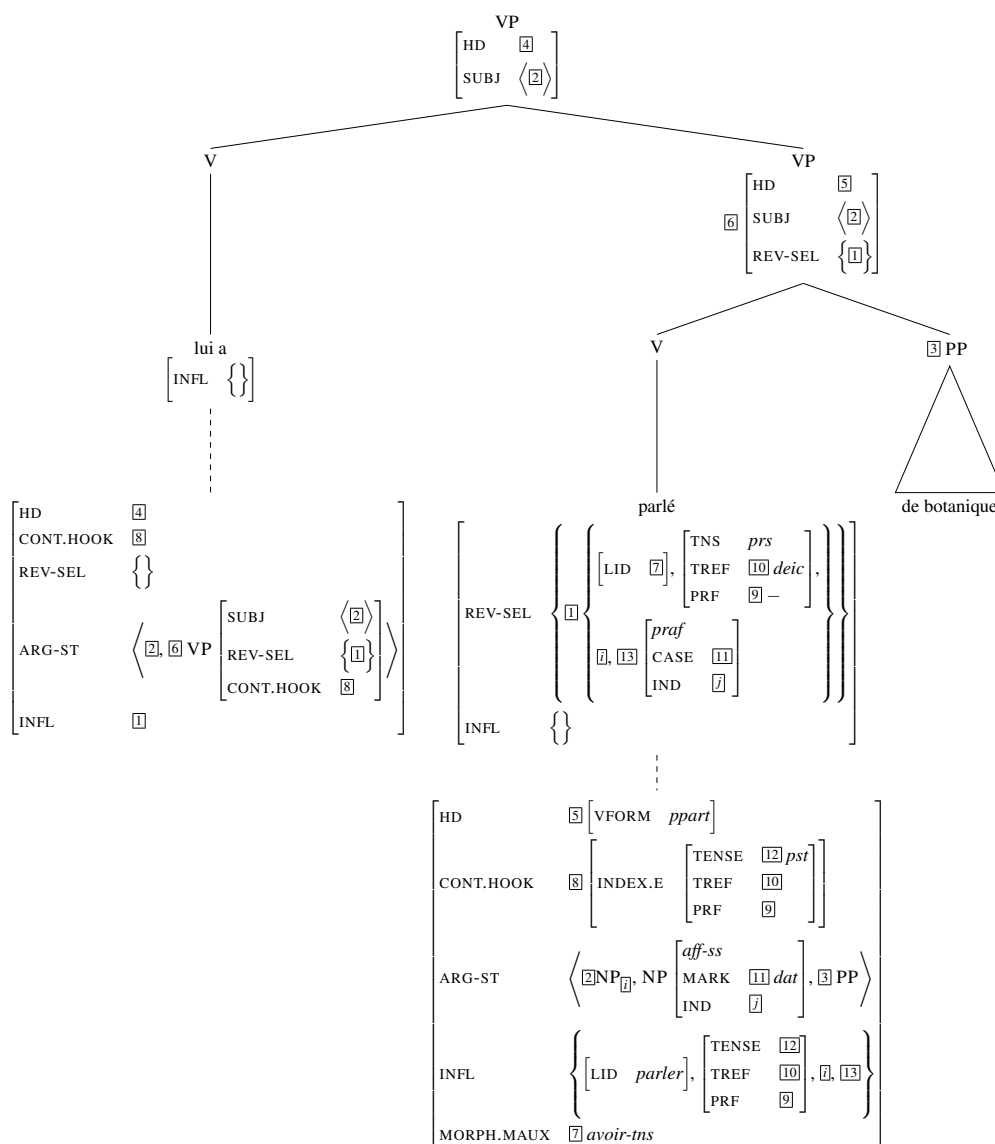 VP
[HD [4]
SUBJ ⟨[2]⟩]
V
VP
[6] [HD [5]
SUBJ ⟨[2]⟩
REV-SEL {[1]}]
lui a
[INFL {}]
V
[3] PP
parlé
de botanique
[HD [4]
CONT.HOOK [8]
REV-SEL {}
ARG-ST ⟨[2], [6] VP [SUBJ ⟨[2]⟩
REV-SEL {[1]}
CONT.HOOK [8]]⟩
INFL [1]]
[REV-SEL {[1] {[LID [7]], [TNS prs
TREF [10] deic
PRF [9] −],
[i], [13] [praf
CASE [11]
IND [j]]}}
INFL {}]
[HD [5] [VFORM ppart]
CONT.HOOK [8] [INDEX.E [TENSE [12] pst
TREF [10]
PRF [9]]]
ARG-ST ⟨[2]NP[i], NP [aff-ss
MARK [11] dat
IND [j]], [3] PP⟩
INFL {[LID parler], [TENSE [12]
TREF [10]
PRF [9]], [i], [13]}
MORPH.MAUX [7] avoir-tns